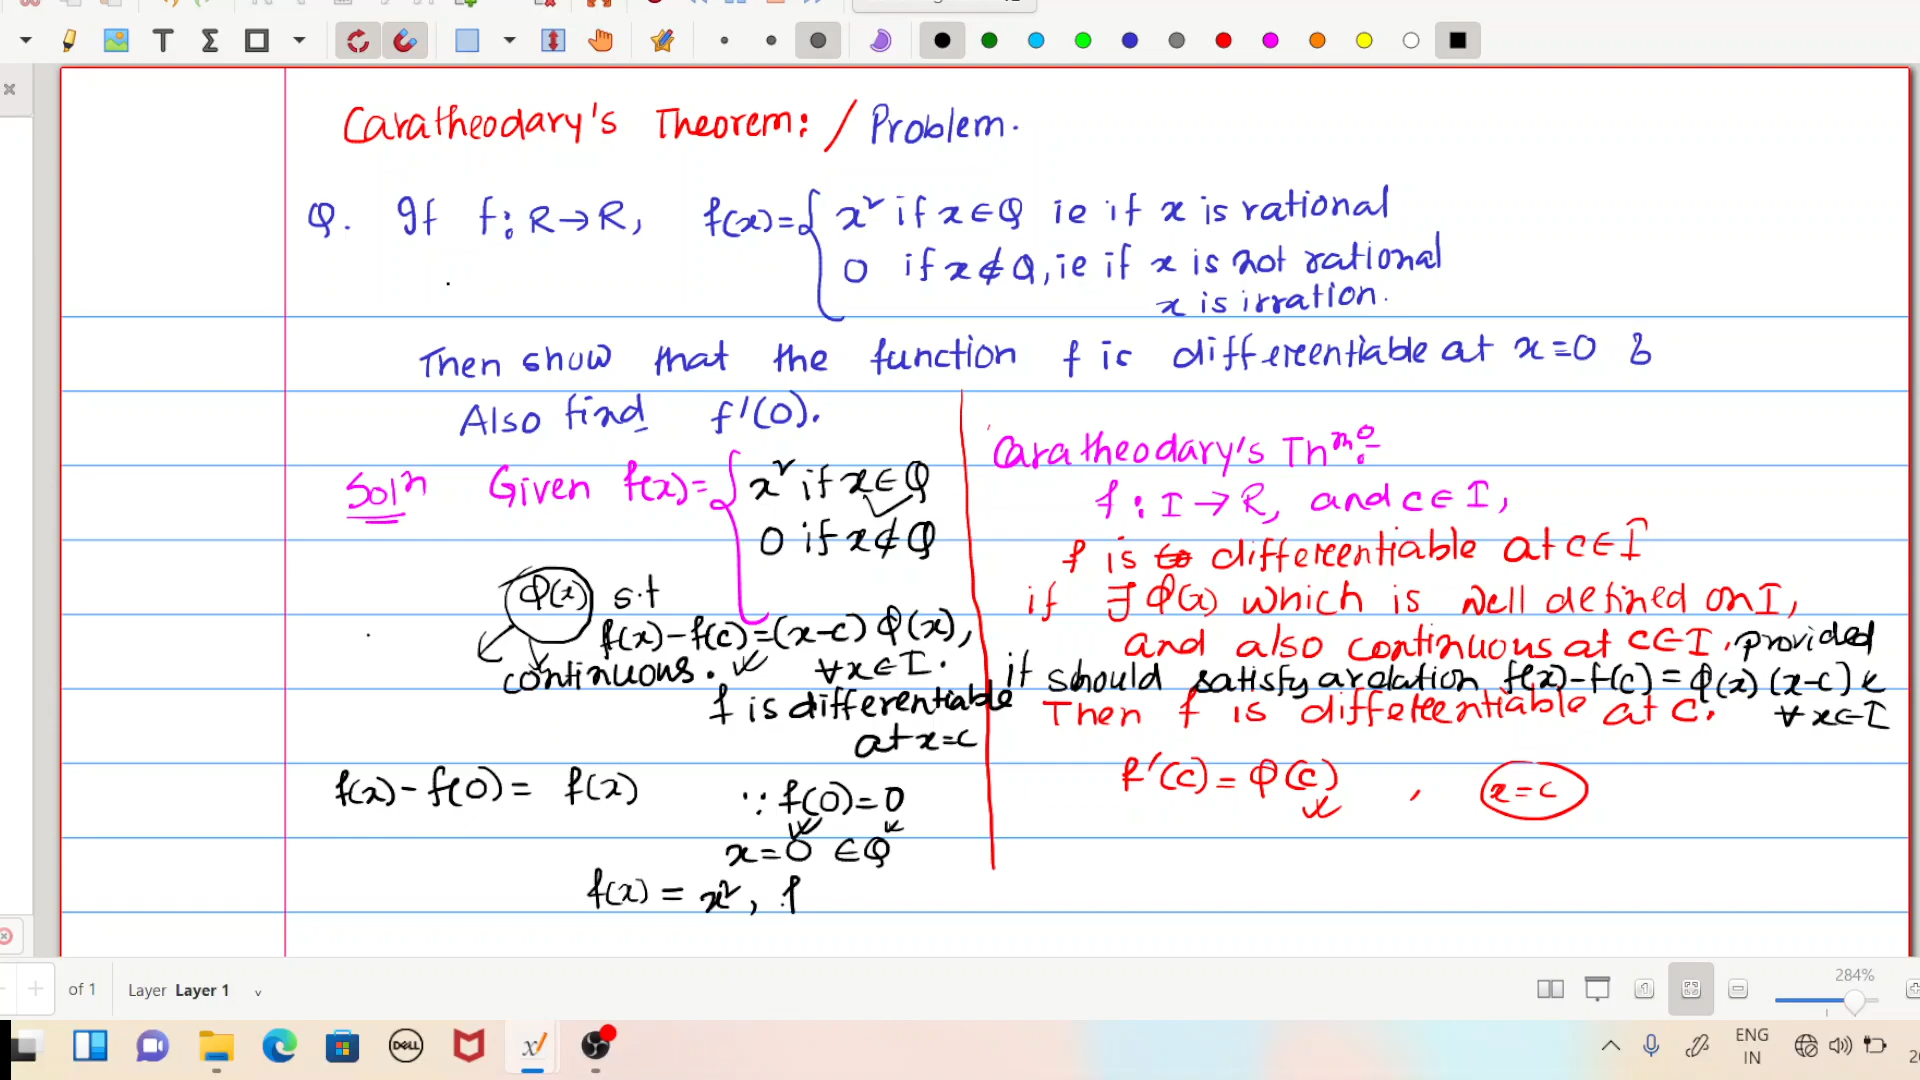 Caratheodary's Theorem: / Problem.
Q. If f: R→R, f(x)= { x² if x∈Q ie if x is rational
0 if x∉Q, ie if x is not rational
x is irration.
Then show that the function f is differentiable at x=0 &
Also find f'(0).
Solⁿ Given f(x)= { x² if x∈Q
0 if x∉Q
Φ(x) s.t
f(x)-f(c)=(x-c) Φ(x),
continuous. ∀x∈I.
f is differentiable
at x=c
f(x)-f(0)= f(x) ∵ f(0)=0
x=0 ∈Q
f(x) = x², f
Caratheodary's Thᵐ:
f: I→R, and c∈I,
f is differentiable at c∈I
if ∃ Φ(x) which is well defined on I,
and also continuous at c∈I, provided
it should satisfy a relation f(x)-f(c)=Φ(x)(x-c)
Then f is differentiable at c. ∀ x∈I
f'(c)=Φ(c) , x=c
of 1
Layer Layer 1
284%
DELL
ENG
IN